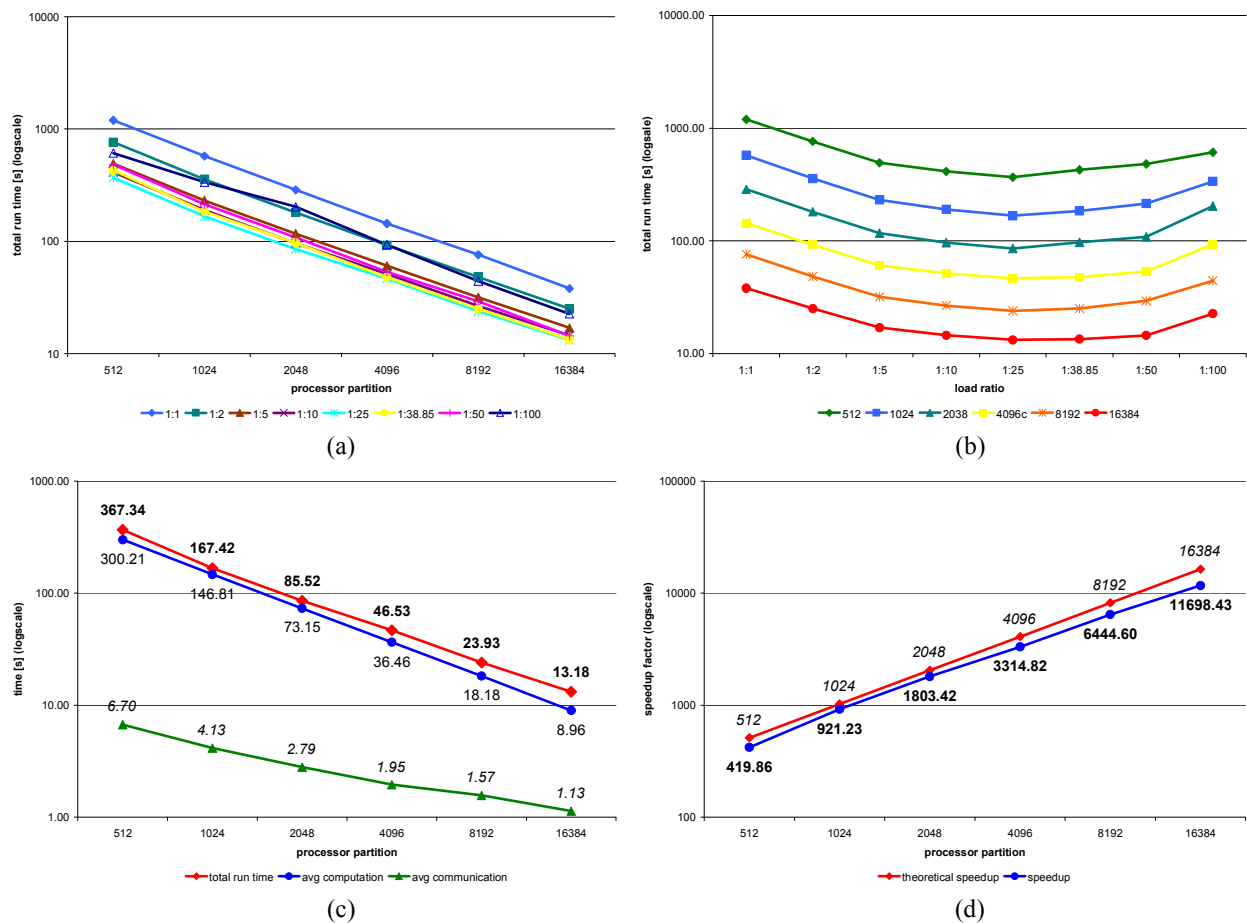 10000
1000
100
10
total run time [s] (logscale)
512 1024 2048 4096 8192 16384
processor partition
1:1 1:2 1:5 1:10 1:25 1:38.85 1:50 1:100
(a)
10000.00
1000.00
100.00
10.00
total run time [s] (logsale)
1:1 1:2 1:5 1:10 1:25 1:38.85 1:50 1:100
load ratio
512 1024 2038 4096c 8192 16384
(b)
1000.00
100.00
10.00
1.00
time [s] (logscale)
367.34
300.21
167.42
146.81
85.52
73.15
46.53
36.46
23.93
18.18
13.18
8.96
6.70
4.13
2.79
1.95
1.57
1.13
512 1024 2048 4096 8192 16384
processor partition
total run time avg computation avg communication
(c)
100000
10000
1000
100
speedup factor (logscale)
512
419.86
1024
921.23
2048
1803.42
4096
3314.82
8192
6444.60
16384
11698.43
512 1024 2048 4096 8192 16384
processor partition
theoretical speedup speedup
(d)